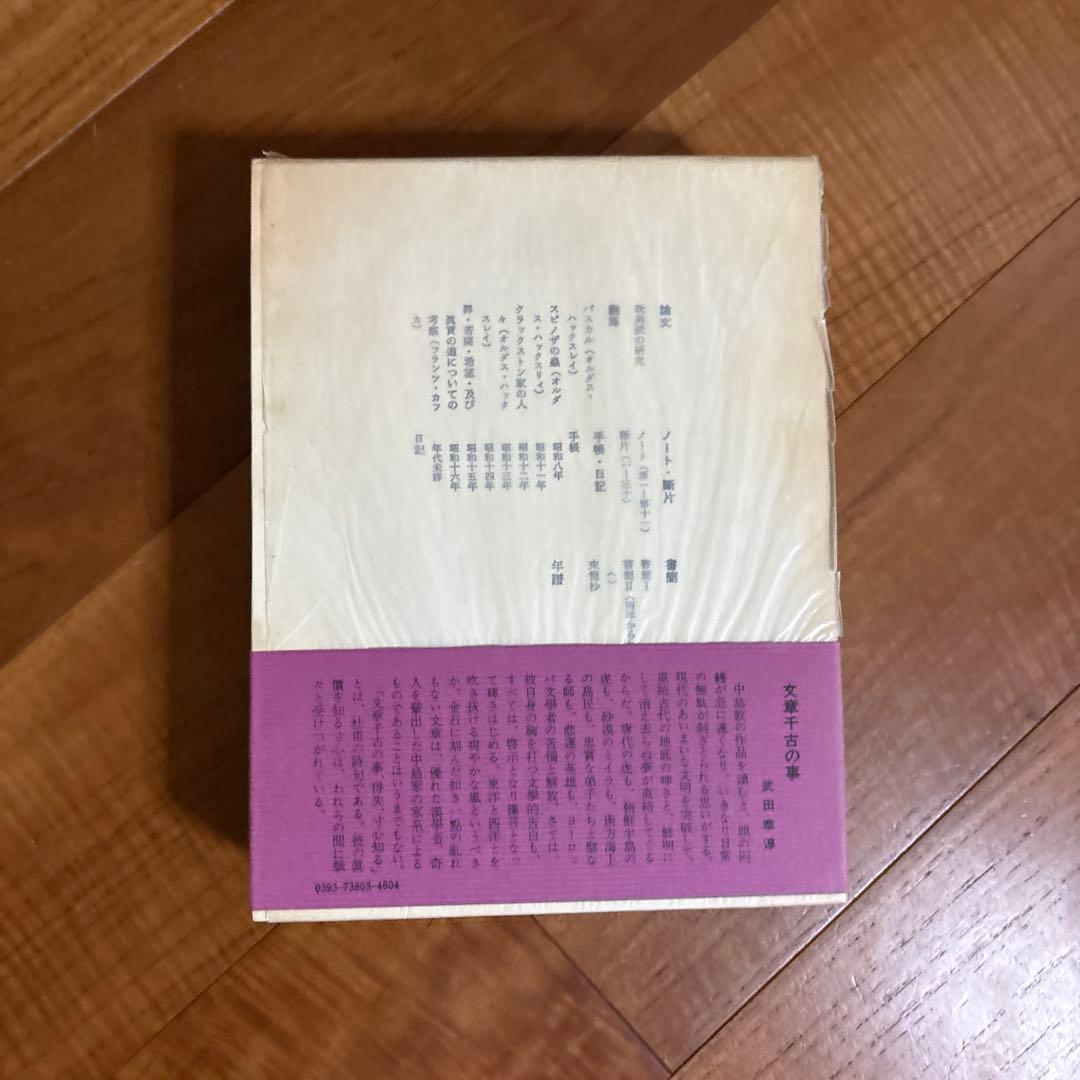 論文
耽美派の研究
飜譯
パスカル（オルダス・
ハックスレイ）
スピノザの蟲（オルダ
ス・ハックスリイ）
クラックストン家の人
々（オルダス・ハック
スレイ）
罪・苦痛・希望・及び
眞實の道についての
考察（フランツ・カフ
カ）
ノート・斷片
ノート（第一—第十一）
斷片（一—三十）
手帳・日記
手帳
昭和八年
昭和十一年
昭和十二年
昭和十三年
昭和十四年
昭和十五年
昭和十六年
年代未詳
日記
書簡
書簡Ⅰ
書簡Ⅱ（南洋から
來簡抄
年譜
文章千古の事
武田泰淳
中島敦の作品を讀むと、頭の回
轉が急に速くなり、いきなり日常
の無駄が剝ぎとられる思いがする。
現代のあいまいな文明を突破して、
原始古代の地底の呻きと、鮮明に
して消え去らぬ夢が直結してくる
からだ。唐代の虎も、朝鮮半島の
虎も、砂漠のミイラも、南方海上
の島民も、忠實な弟子たちと聖な
る師も、悲運の英雄も、ヨーロッ
パ文學者の苦惱と解放、さては、
彼自身の胸を打つ文學的告白も、
すべては、啓示となり豫言となっ
て輝きはじめる。東洋と西洋とを
吹き拔ける爽やかな風というべき
か。金石に刻んだ如き一點の亂れ
もない文章は、優れた漢學者、奇
人を輩出した中島家の家系による
ものであることはいうまでもない。
「文章千古の事、得失、寸心知る」
とは、杜甫の詩句である。彼の眞
價を知る寸心は、われらの間に脈
々と受けつがれている。
0393-73803-4604